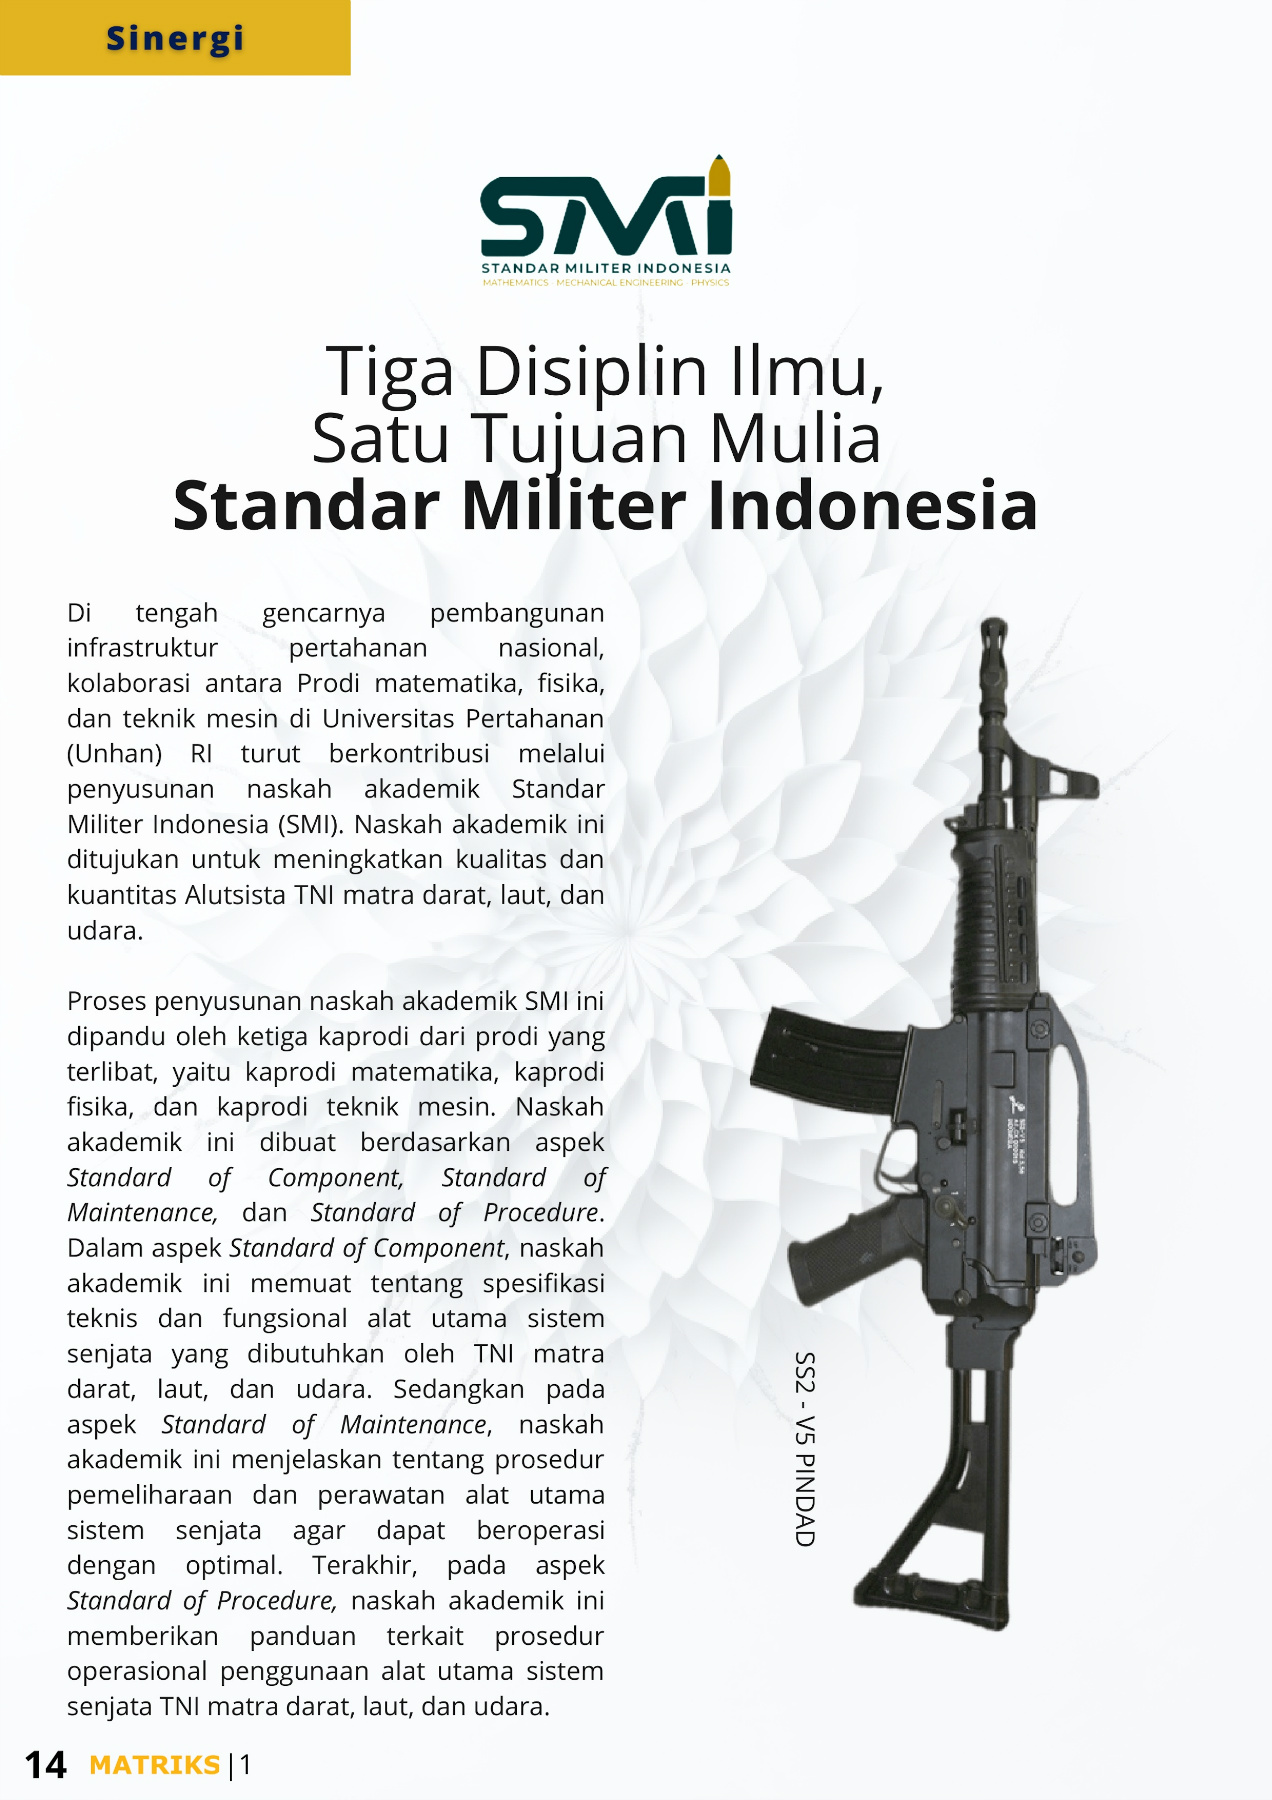 Sinergi
SMI
STANDAR MILITER INDONESIA
MATHEMATICS · MECHANICAL ENGINEERING · PHYSICS
Tiga Disiplin Ilmu,
Satu Tujuan Mulia
Standar Militer Indonesia
Di tengah gencarnya pembangunan
infrastruktur pertahanan nasional,
kolaborasi antara Prodi matematika, fisika,
dan teknik mesin di Universitas Pertahanan
(Unhan) RI turut berkontribusi melalui
penyusunan naskah akademik Standar
Militer Indonesia (SMI). Naskah akademik ini
ditujukan untuk meningkatkan kualitas dan
kuantitas Alutsista TNI matra darat, laut, dan
udara.
Proses penyusunan naskah akademik SMI ini
dipandu oleh ketiga kaprodi dari prodi yang
terlibat, yaitu kaprodi matematika, kaprodi
fisika, dan kaprodi teknik mesin. Naskah
akademik ini dibuat berdasarkan aspek
Standard of Component, Standard of
Maintenance, dan Standard of Procedure.
Dalam aspek Standard of Component, naskah
akademik ini memuat tentang spesifikasi
teknis dan fungsional alat utama sistem
senjata yang dibutuhkan oleh TNI matra
darat, laut, dan udara. Sedangkan pada
aspek Standard of Maintenance, naskah
akademik ini menjelaskan tentang prosedur
pemeliharaan dan perawatan alat utama
sistem senjata agar dapat beroperasi
dengan optimal. Terakhir, pada aspek
Standard of Procedure, naskah akademik ini
memberikan panduan terkait prosedur
operasional penggunaan alat utama sistem
senjata TNI matra darat, laut, dan udara.
SS2 - V5 PINDAD
14 MATRIKS |1